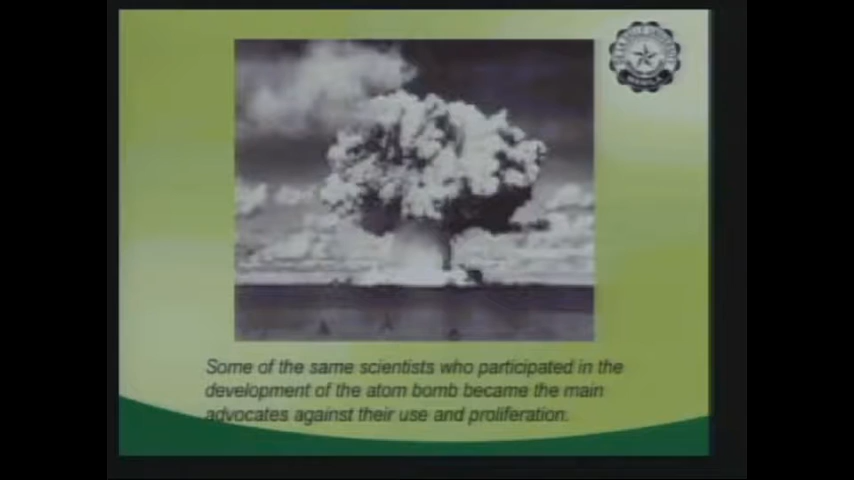 Some of the same scientists who participated in the
development of the atom bomb became the main
advocates against their use and proliferation.